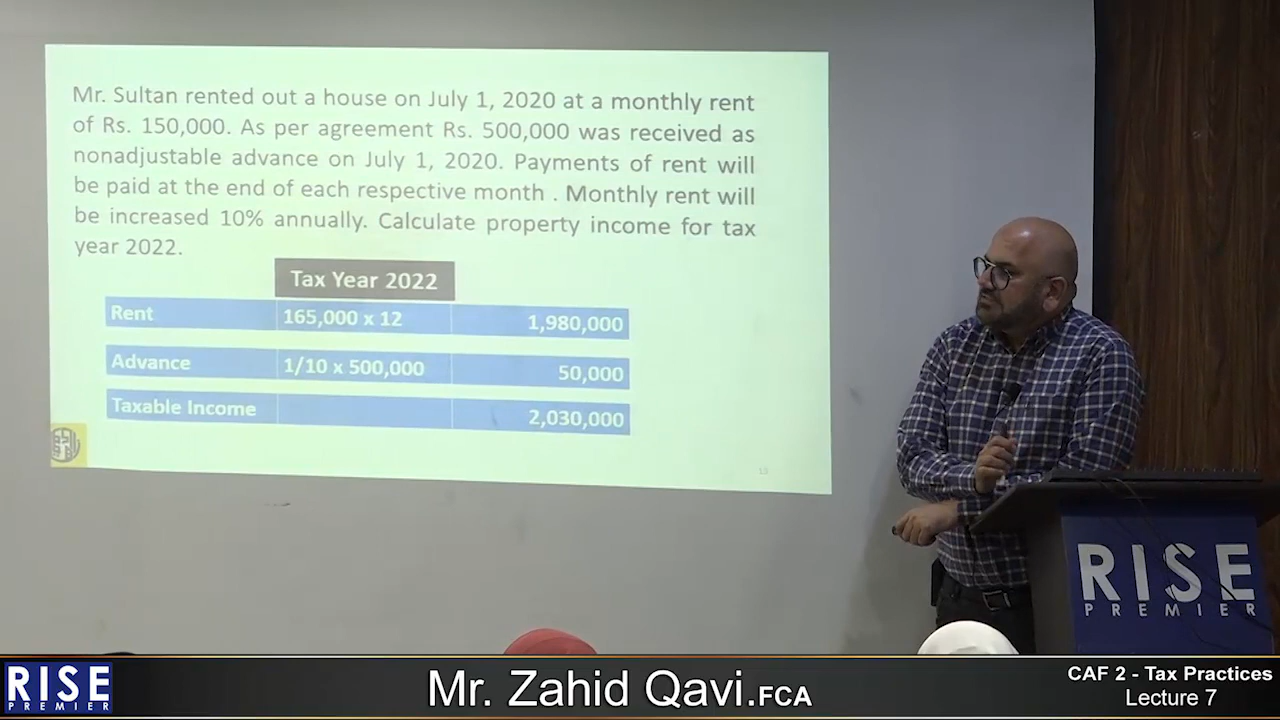 Mr. Sultan rented out a house on July 1, 2020 at a monthly rent
of Rs. 150,000. As per agreement Rs. 500,000 was received as
nonadjustable advance on July 1, 2020. Payments of rent will
be paid at the end of each respective month . Monthly rent will
be increased 10% annually. Calculate property income for tax
year 2022.
Tax Year 2022
Rent 165,000 x 12 1,980,000
Advance 1/10 x 500,000 50,000
Taxable Income 2,030,000
13
RISE
PREMIER
RISE
PREMIER
Mr. Zahid Qavi.FCA
CAF 2 - Tax Practices
Lecture 7